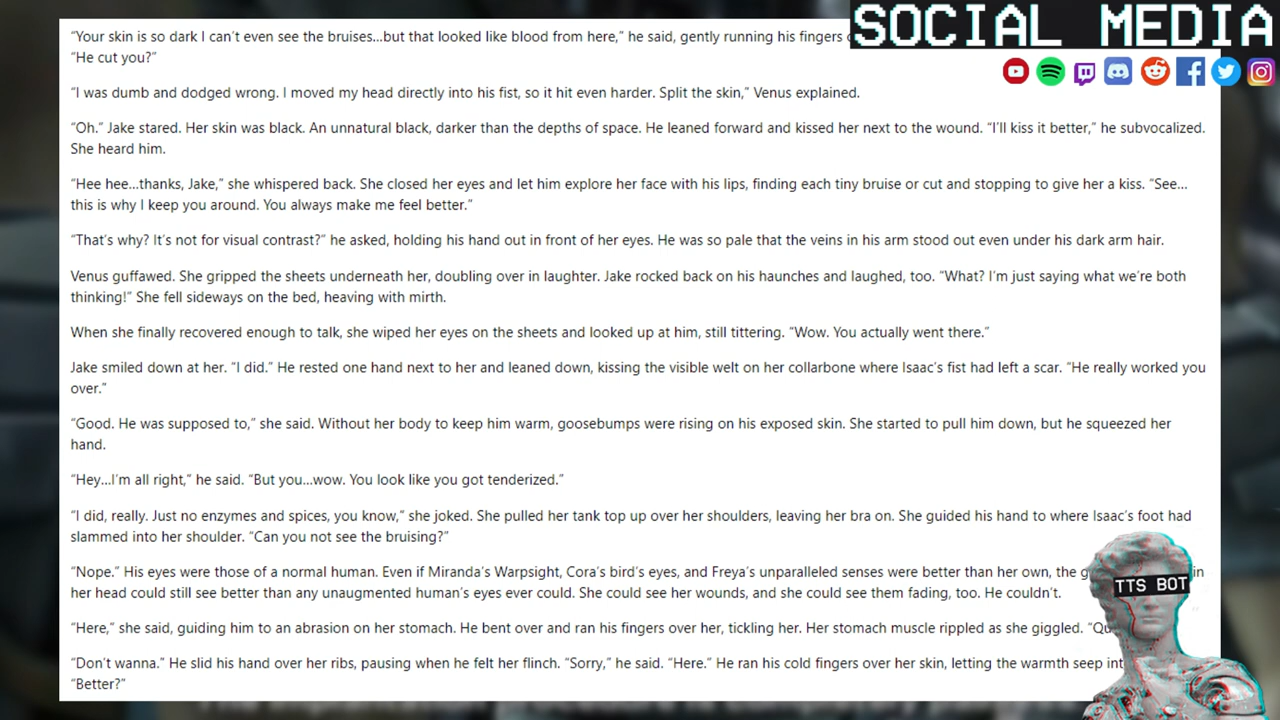 SOCIAL MEDIA
“Your skin is so dark I can’t even see the bruises…but that looked like blood from here,” he said, gently running his fingers
“He cut you?”
“I was dumb and dodged wrong. I moved my head directly into his fist, so it hit even harder. Split the skin,” Venus explained.
“Oh.” Jake stared. Her skin was black. An unnatural black, darker than the depths of space. He leaned forward and kissed her next to the wound. “I’ll kiss it better,” he subvocalized.
She heard him.
“Hee hee…thanks, Jake,” she whispered back. She closed her eyes and let him explore her face with his lips, finding each tiny bruise or cut and stopping to give her a kiss. “See…
this is why I keep you around. You always make me feel better.”
“That’s why? It’s not for visual contrast?” he asked, holding his hand out in front of her eyes. He was so pale that the veins in his arm stood out even under his dark arm hair.
Venus guffawed. She gripped the sheets underneath her, doubling over in laughter. Jake rocked back on his haunches and laughed, too. “What? I’m just saying what we’re both
thinking!” She fell sideways on the bed, heaving with mirth.
When she finally recovered enough to talk, she wiped her eyes on the sheets and looked up at him, still tittering. “Wow. You actually went there.”
Jake smiled down at her. “I did.” He rested one hand next to her and leaned down, kissing the visible welt on her collarbone where Isaac’s fist had left a scar. “He really worked you
over.”
“Good. He was supposed to,” she said. Without her body to keep him warm, goosebumps were rising on his exposed skin. She started to pull him down, but he squeezed her
hand.
“Hey…I’m all right,” he said. “But you…wow. You look like you got tenderized.”
“I did, really. Just no enzymes and spices, you know,” she joked. She pulled her tank top up over her shoulders, leaving her bra on. She guided his hand to where Isaac’s foot had
slammed into her shoulder. “Can you not see the bruising?”
“Nope.” His eyes were those of a normal human. Even if Miranda’s Warpsight, Cora’s bird’s eyes, and Freya’s unparalleled senses were better than her own, the in
her head could still see better than any unaugmented human’s eyes ever could. She could see her wounds, and she could see them fading, too. He couldn’t.
“Here,” she said, guiding him to an abrasion on her stomach. He bent over and ran his fingers over her, tickling her. Her stomach muscle rippled as she giggled.
“Don’t wanna.” He slid his hand over her ribs, pausing when he felt her flinch. “Sorry,” he said. “Here.” He ran his cold fingers over her skin, letting the warmth seep
“Better?”
TTS BOT